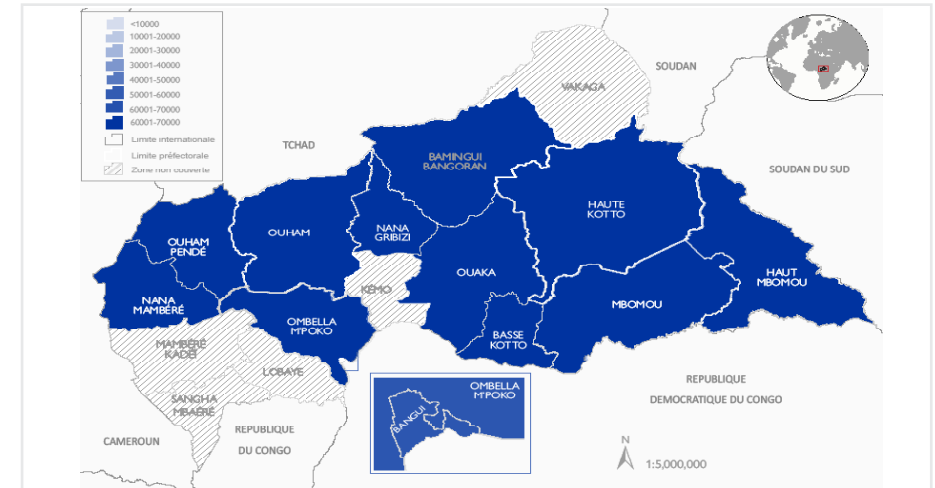 <10000
10001-20000
20001-30000
30001-40000
40001-50000
50001-60000
60001-70000
60001-70000
Limite internationale
Limite préfectorale
Zone non couverte
SOUDAN
VAKAGA
TCHAD
BAMINGUI
BANGORAN
SOUDAN DU SUD
HAUTE
KOTTO
OUHAM
PENDÉ
OUHAM
NANA
GRIBIZI
OUAKA
KÉMO
HAUT
MBOMOU
NANA
MAMBÉRÉ
MBOMOU
OMBELLA
M'POKO
BASSE
KOTTO
MAMBÉRÉ
KADEÏ
LOBAYE
SANGHA
MBAÉRÉ
OMBELLA
M'POKO
BANGUI
REPUBLIQUE
DEMOCRATIQUE DU CONGO
CAMEROUN
REPUBLIQUE
DU CONGO
N
1:5,000,000